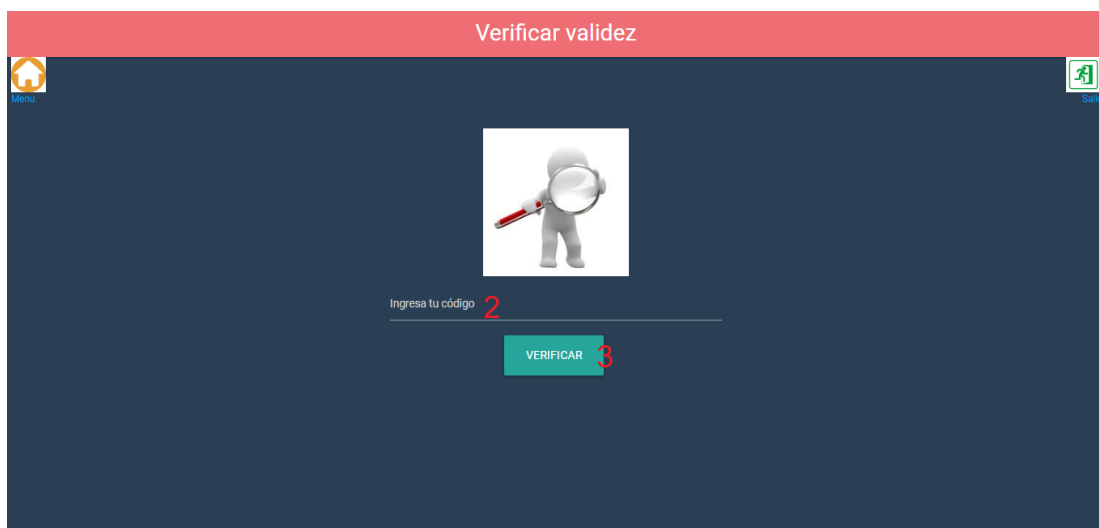 Verificar validez
Menu
Salir
Ingresa tu código 2
VERIFICAR 3